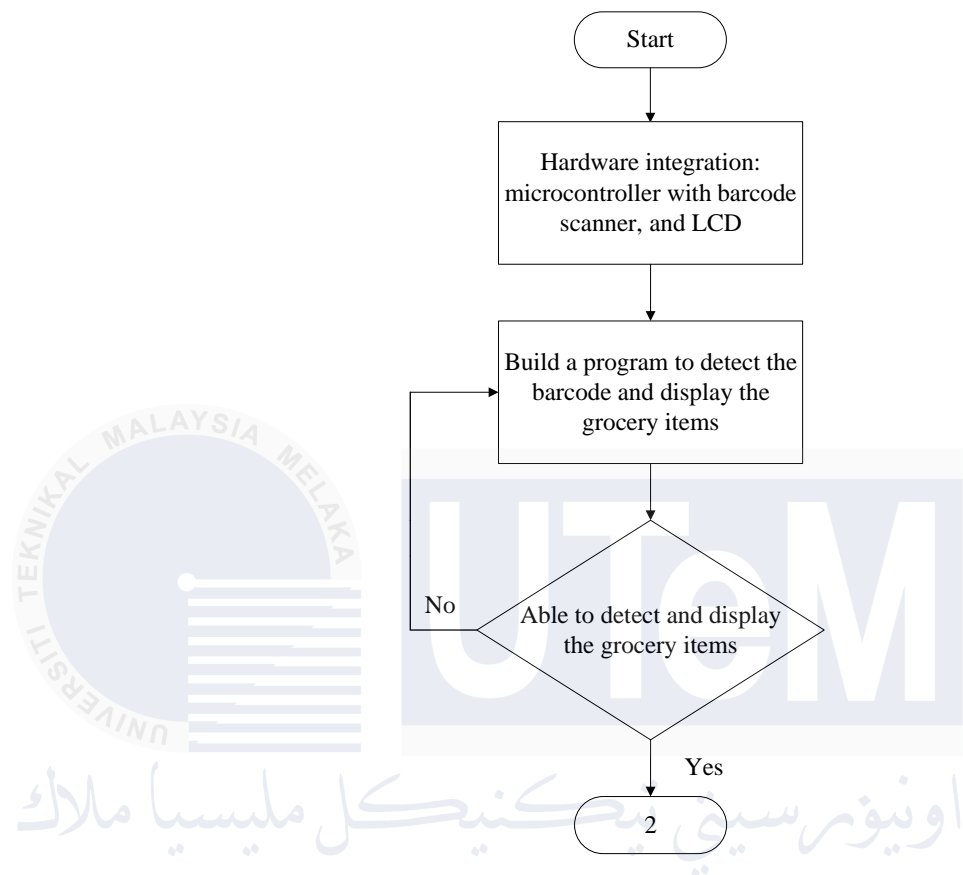 Start
Hardware integration:
microcontroller with barcode
scanner, and LCD
Build a program to detect the
barcode and display the
grocery items
No
Able to detect and display
the grocery items
Yes
2
UNIVERSITI TEKNIKAL MALAYSIA MELAKA
UTeM
اونيۏرسيتي تيكنيكل مليسيا ملاك